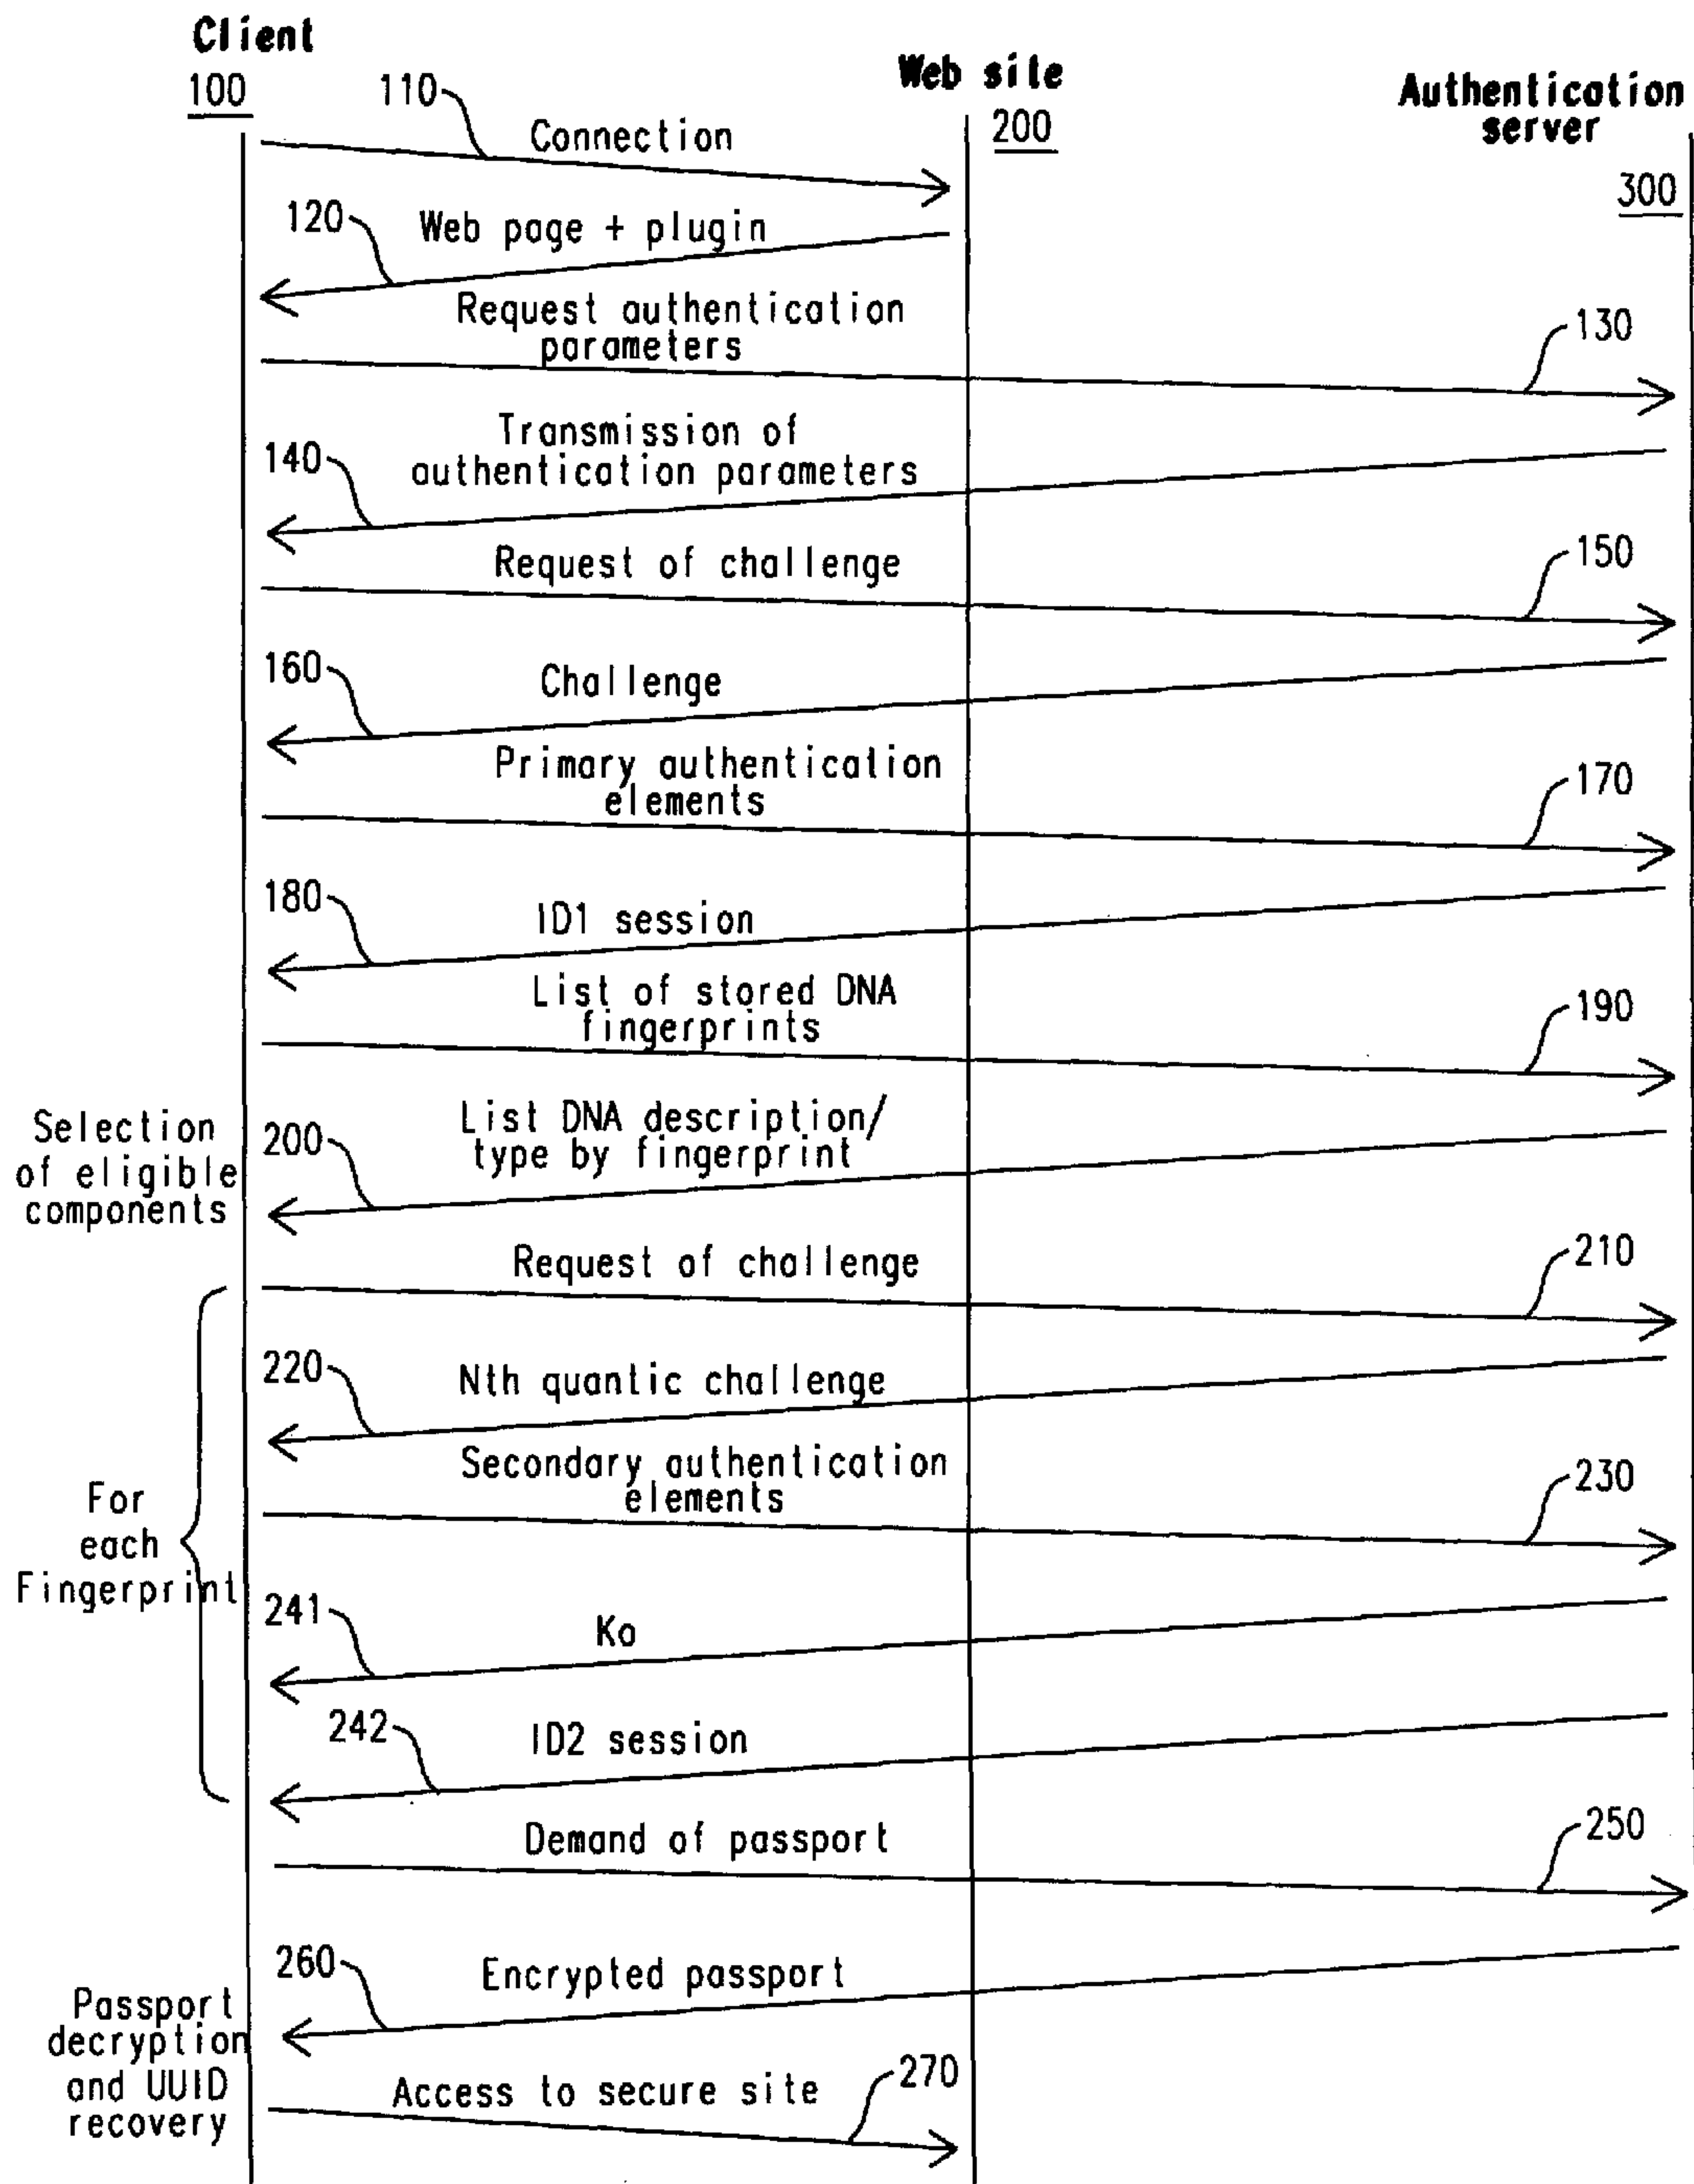 Client
100
Web site
200
Authentication
server
300
110
Connection
120
Web page + plugin
Request authentication
parameters
130
Transmission of
authentication parameters
140
Request of challenge
150
160
Challenge
Primary authentication
elements
170
180
ID1 session
List of stored DNA
fingerprints
190
Selection
of eligible
components
200
List DNA description/
type by fingerprint
Request of challenge
210
220
Nth quantic challenge
Secondary authentication
elements
230
For
each
Fingerprint
241
Ka
242
ID2 session
Demand of passport
250
260
Encrypted passport
Passport
decryption
and UUID
recovery
Access to secure site
270